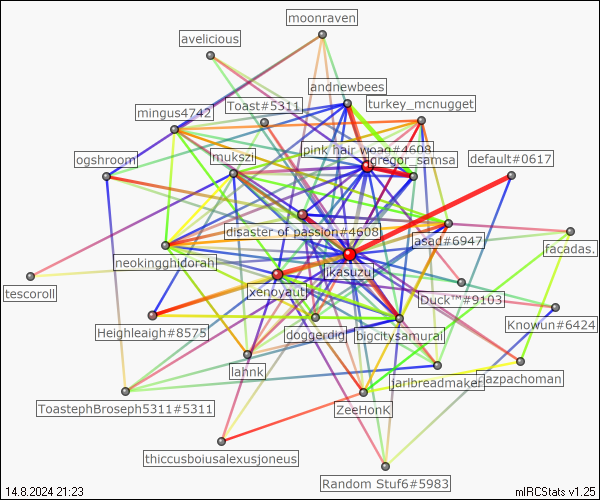 moonraven
avelicious
andnewbees
turkey_mcnugget
Toast#5311
mingus4742
pink hair woag#4608
gregor_samsa
mukszi
ogshroom
default#0617
disaster of passion#4608
asad#6947
facadas.
neokingghidorah
ikasuzu
tescoroll
xenoyaut
Duck™#9103
Heighleaigh#8575
doggerdig
bigcitysamurai
Knowun#6424
lahnk
jarlbreadmaker
azpachoman
ToastephBroseph5311#5311
ZeeHonK
thiccusboiusalexusjoneus
Random Stuf6#5983
14.8.2024 21:23
mIRCStats v1.25